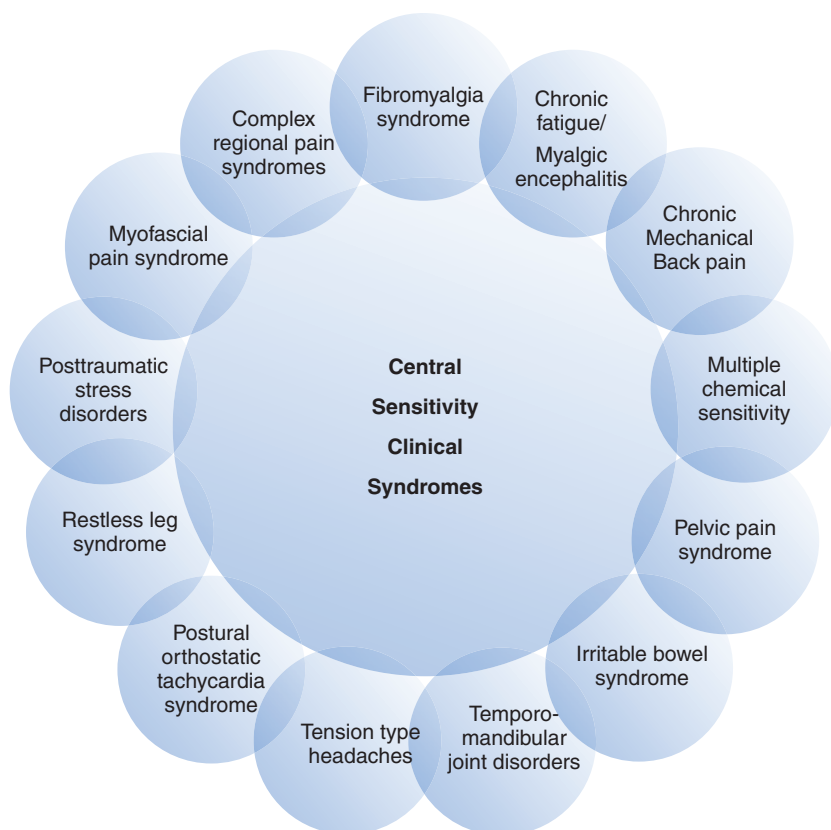 Fibromyalgia
syndrome
Chronic
fatigue/
Myalgic
encephalitis
Chronic
Mechanical
Back pain
Multiple
chemical
sensitivity
Pelvic pain
syndrome
Irritable bowel
syndrome
Temporo-
mandibular
joint disorders
Tension type
headaches
Postural
orthostatic
tachycardia
syndrome
Restless leg
syndrome
Posttraumatic
stress
disorders
Myofascial
pain syndrome
Complex
regional pain
syndromes
Central
Sensitivity
Clinical
Syndromes